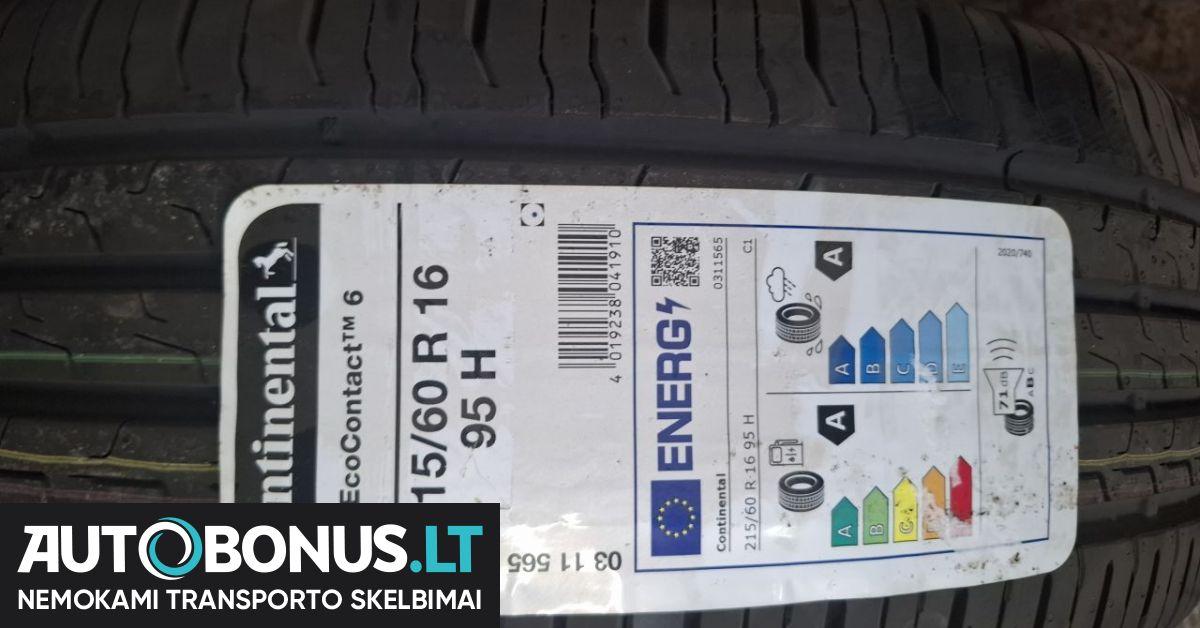 ntinental
EcoContact™ 6
15/60 R 16
95 H
4 019238 041910
03 11 565
ENERG
0311565
Continental
215/60 R 16 95 H
C1
A
A
B
C
D
E
A
A
B
C
71 dB
ABC
2020/740
AUTOBONUS.LT
NEMOKAMI TRANSPORTO SKELBIMAI